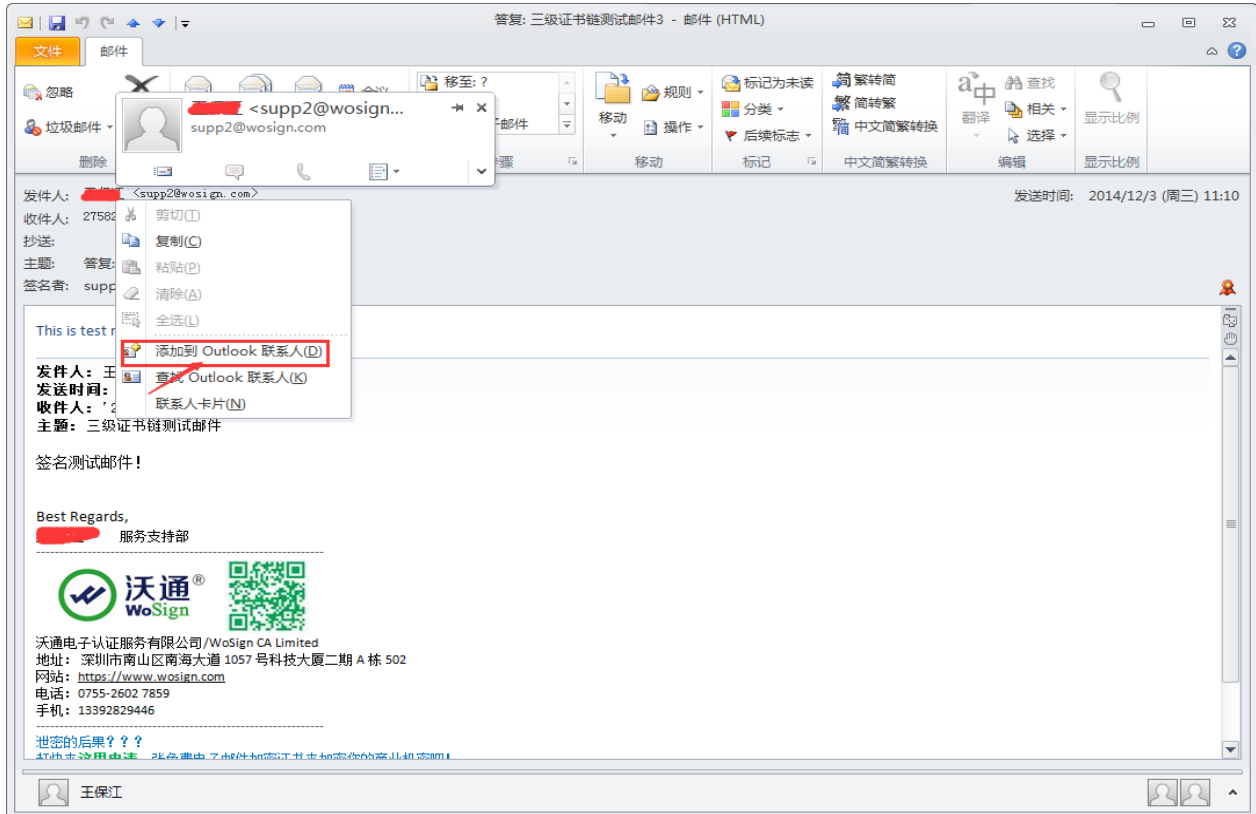 答复: 三级证书链测试邮件3 - 邮件 (HTML)
文件 邮件
忽略
垃圾邮件
删除
移至: ?
移动
规则
操作
移动
标记为未读
分类
后续标志
标记
繁转简
简转繁
中文简繁转换
中文简繁转换
翻译
查找
相关
选择
编辑
显示比例
显示比例
<supp2@wosign...
supp2@wosign.com
发件人: <supp2@wosign.com>
发送时间: 2014/12/3 (周三) 11:10
收件人: 27582
抄送:
主题: 答复:
签名者: supp
剪切(T)
复制(C)
粘贴(P)
清除(A)
全选(L)
添加到 Outlook 联系人(D)
查找 Outlook 联系人(K)
联系人卡片(N)
This is test
发件人: 王
发送时间:
收件人: '2
主题: 三级证书链测试邮件
签名测试邮件!
Best Regards,
服务支持部
沃通®
WoSign
沃通电子认证服务有限公司/WoSign CA Limited
地址: 深圳市南山区南海大道 1057 号科技大厦二期 A 栋 502
网站: https://www.wosign.com
电话: 0755-2602 7859
手机: 13392829446
泄密的后果???
王保江